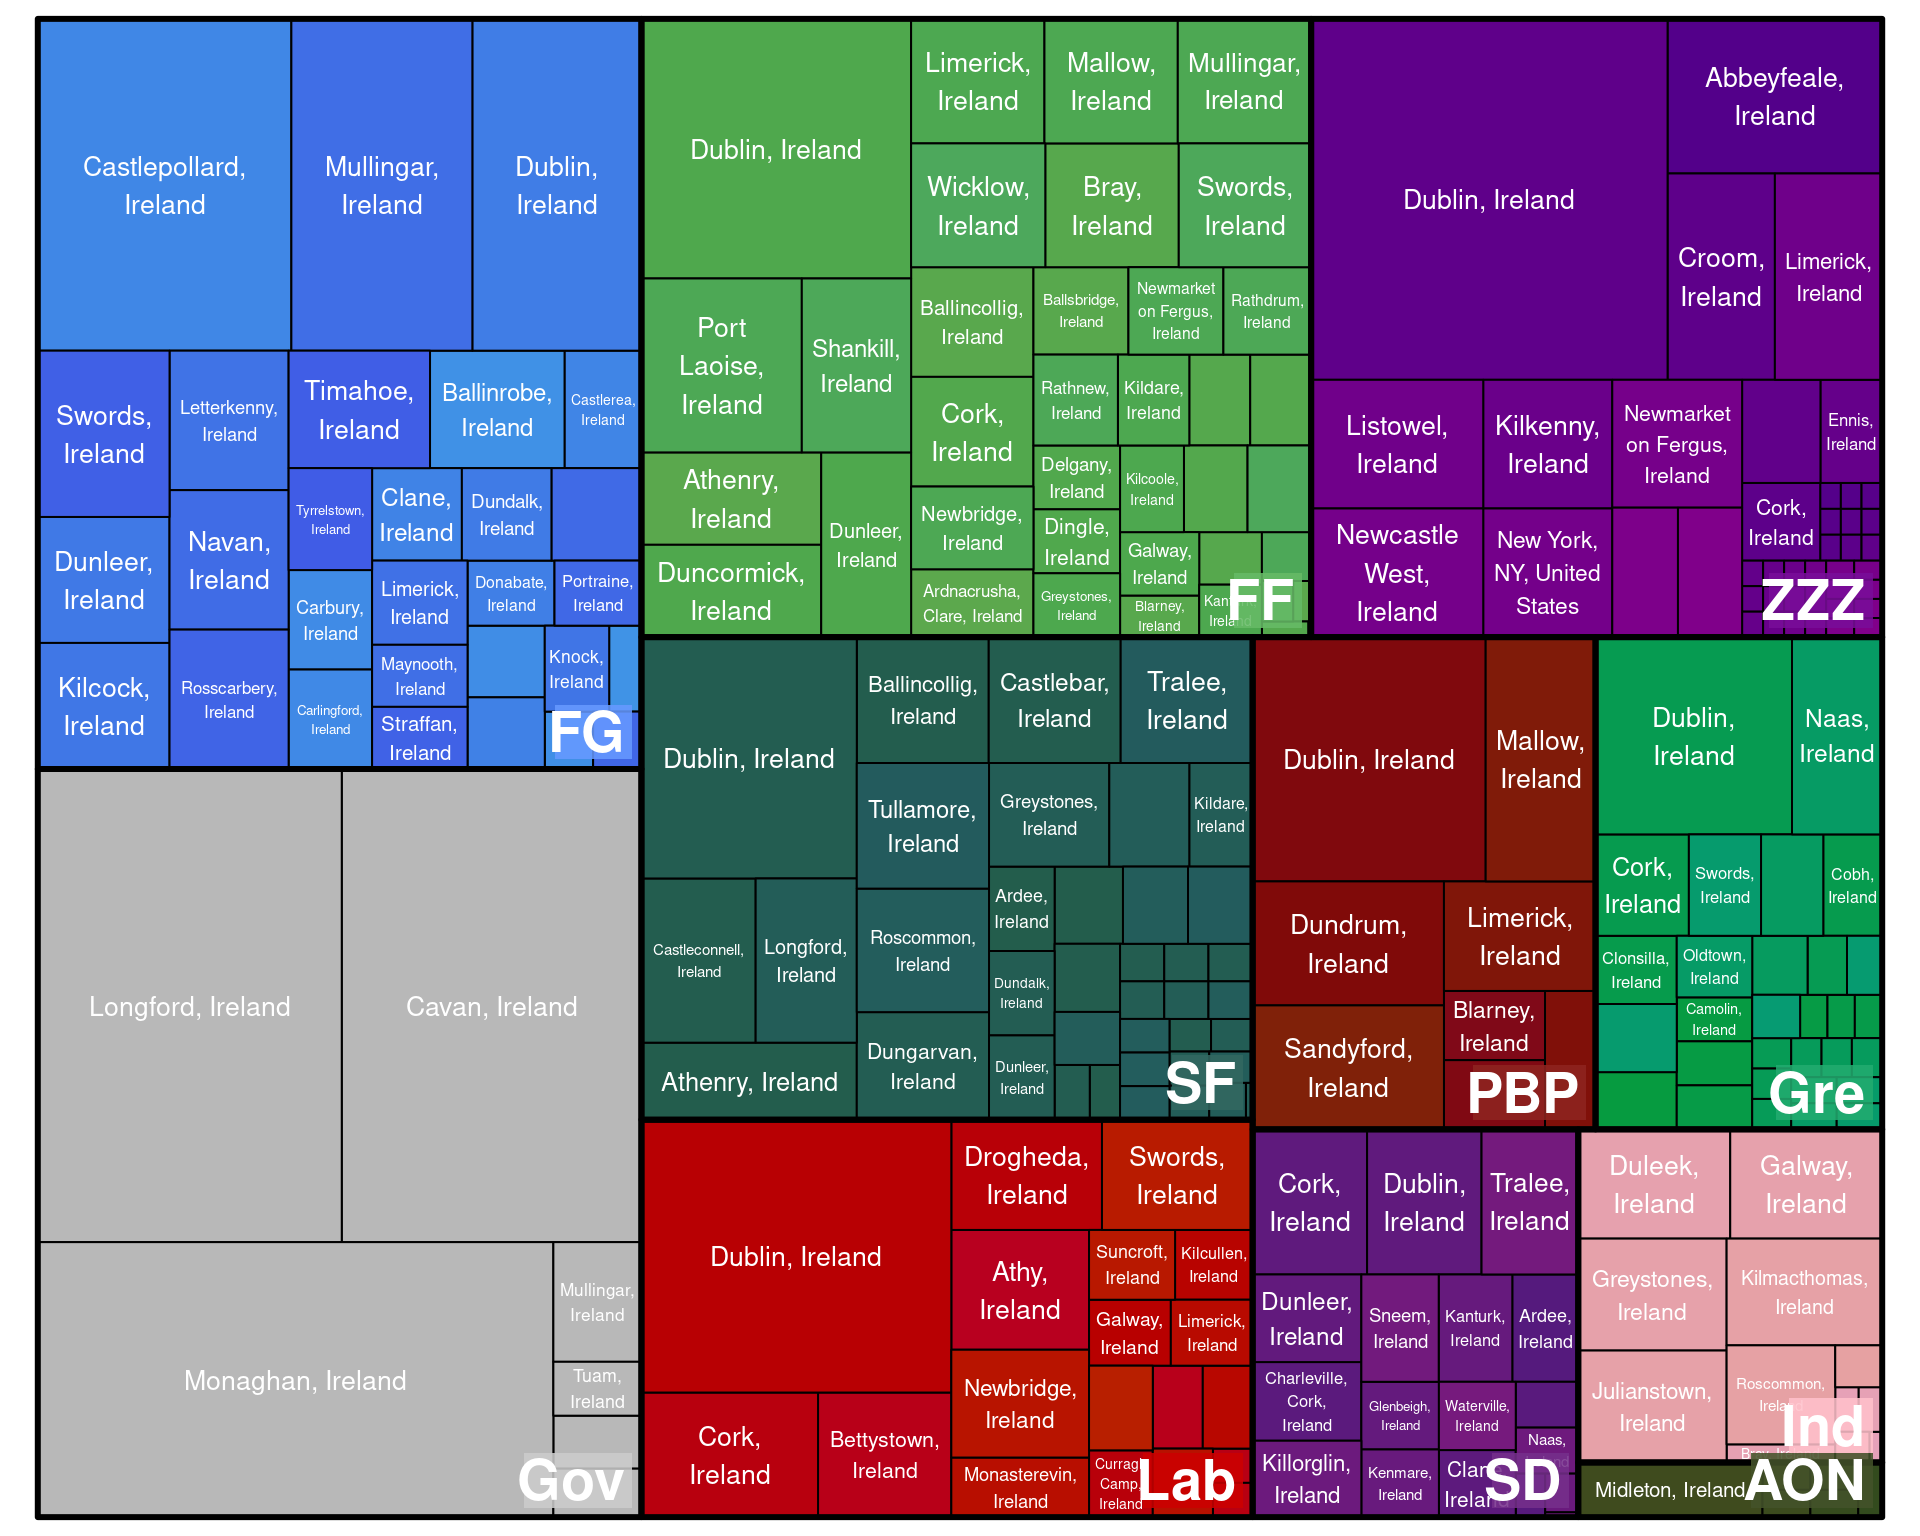 Castlepollard,
Ireland
Mullingar,
Ireland
Dublin,
Ireland
Swords,
Ireland
Letterkenny,
Ireland
Timahoe,
Ireland
Ballinrobe,
Ireland
Castlerea,
Ireland
Dunleer,
Ireland
Navan,
Ireland
Tyrrelstown,
Ireland
Clane,
Ireland
Dundalk,
Ireland
Carbury,
Ireland
Limerick,
Ireland
Donabate,
Ireland
Portraine,
Ireland
Kilcock,
Ireland
Rosscarbery,
Ireland
Carlingford,
Ireland
Maynooth,
Ireland
Straffan,
Ireland
Knock,
Ireland
FG
Longford, Ireland
Cavan, Ireland
Monaghan, Ireland
Mullingar,
Ireland
Tuam,
Ireland
Gov
Dublin, Ireland
Limerick,
Ireland
Mallow,
Ireland
Mullingar,
Ireland
Wicklow,
Ireland
Bray,
Ireland
Swords,
Ireland
Port
Laoise,
Ireland
Shankill,
Ireland
Ballincollig,
Ireland
Ballsbridge,
Ireland
Newmarket
on Fergus,
Ireland
Rathdrum,
Ireland
Cork,
Ireland
Rathnew,
Ireland
Kildare,
Ireland
Athenry,
Ireland
Dunleer,
Ireland
Duncormick,
Ireland
Newbridge,
Ireland
Ardnacrusha,
Clare, Ireland
Delgany,
Ireland
Kilcoole,
Ireland
Dingle,
Ireland
Greystones,
Ireland
Galway,
Ireland
Blarney,
Ireland
FF
Dublin, Ireland
Abbeyfeale,
Ireland
Croom,
Ireland
Limerick,
Ireland
Listowel,
Ireland
Kilkenny,
Ireland
Newmarket
on Fergus,
Ireland
Ennis,
Ireland
Cork,
Ireland
Newcastle
West,
Ireland
New York,
NY, United
States
ZZZ
Dublin, Ireland
Ballincollig,
Ireland
Castlebar,
Ireland
Tralee,
Ireland
Tullamore,
Ireland
Greystones,
Ireland
Kildare,
Ireland
Castleconnell,
Ireland
Longford,
Ireland
Roscommon,
Ireland
Ardee,
Ireland
Dundalk,
Ireland
Athenry, Ireland
Dungarvan,
Ireland
Dunleer,
Ireland
SF
Dublin, Ireland
Mallow,
Ireland
Dundrum,
Ireland
Limerick,
Ireland
Sandyford,
Ireland
Blarney,
Ireland
PBP
Dublin,
Ireland
Naas,
Ireland
Cork,
Ireland
Swords,
Ireland
Cobh,
Ireland
Clonsilla,
Ireland
Oldtown,
Ireland
Camolin,
Ireland
Gre
Dublin, Ireland
Drogheda,
Ireland
Swords,
Ireland
Athy,
Ireland
Suncroft,
Ireland
Kilcullen,
Ireland
Galway,
Ireland
Limerick,
Ireland
Newbridge,
Ireland
Cork,
Ireland
Bettystown,
Ireland
Monasterevin,
Ireland
Curragh
Camp,
Ireland
Lab
Cork,
Ireland
Dublin,
Ireland
Tralee,
Ireland
Dunleer,
Ireland
Sneem,
Ireland
Kanturk,
Ireland
Ardee,
Ireland
Charleville,
Cork,
Ireland
Glenbeigh,
Ireland
Waterville,
Ireland
Naas,
Killorglin,
Ireland
Kenmare,
Ireland
Clane,
Ireland
SD
Duleek,
Ireland
Galway,
Ireland
Greystones,
Ireland
Kilmacthomas,
Ireland
Julianstown,
Ireland
Roscommon,
Ireland
Ind
Midleton, Ireland
AON